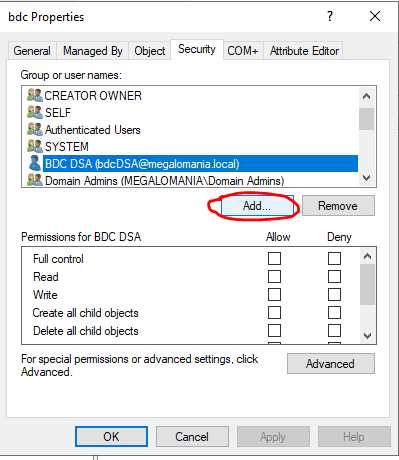 bdc Properties ? ×
General Managed By Object Security COM+ Attribute Editor
Group or user names:
CREATOR OWNER
SELF
Authenticated Users
SYSTEM
BDC DSA (bdcDSA@megalomania.local)
Domain Admins (MEGALOMANIA\Domain Admins)
Add... Remove
Permissions for BDC DSA Allow Deny
Full control
Read
Write
Create all child objects
Delete all child objects
For special permissions or advanced settings, click
Advanced. Advanced
OK Cancel Apply Help